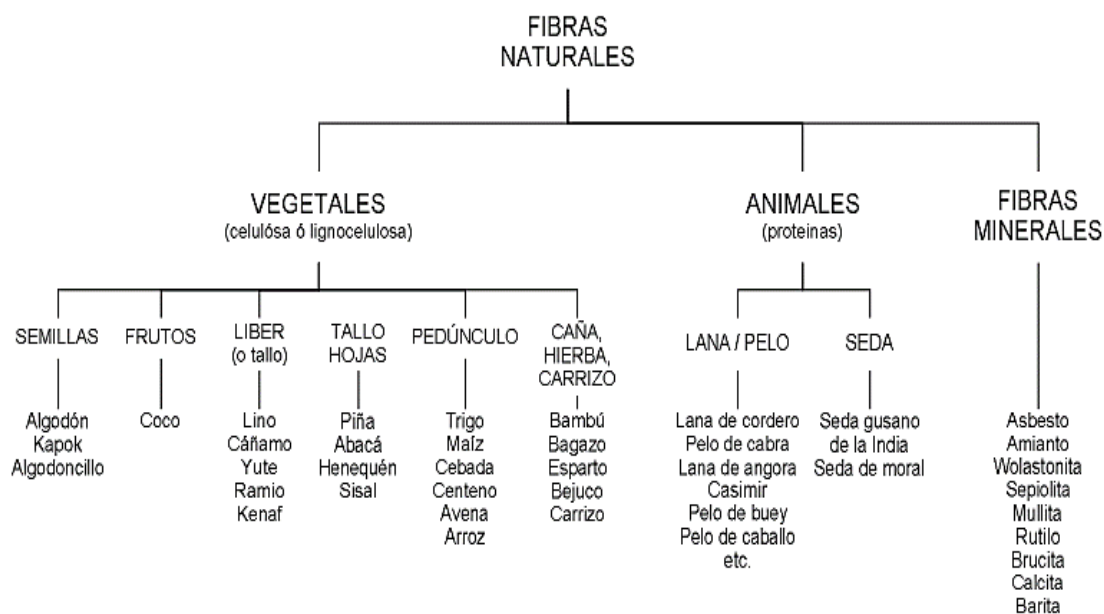 FIBRAS
NATURALES
VEGETALES
(celulósa ó lignocelulosa)
ANIMALES
(proteinas)
FIBRAS
MINERALES
SEMILLAS
FRUTOS
LIBER
(o tallo)
TALLO
HOJAS
PEDÚNCULO
CAÑA,
HIERBA,
CARRIZO
LANA / PELO
SEDA
Algodón
Kapok
Algodoncillo
Coco
Lino
Cáñamo
Yute
Ramio
Kenaf
Piña
Abacá
Henequén
Sisal
Trigo
Maíz
Cebada
Centeno
Avena
Arroz
Bambú
Bagazo
Esparto
Bejuco
Carrizo
Lana de cordero
Pelo de cabra
Lana de angora
Casimir
Pelo de buey
Pelo de caballo
etc.
Seda gusano
de la India
Seda de moral
Asbesto
Amianto
Wolastonita
Sepiolita
Mullita
Rutilo
Brucita
Calcita
Barita